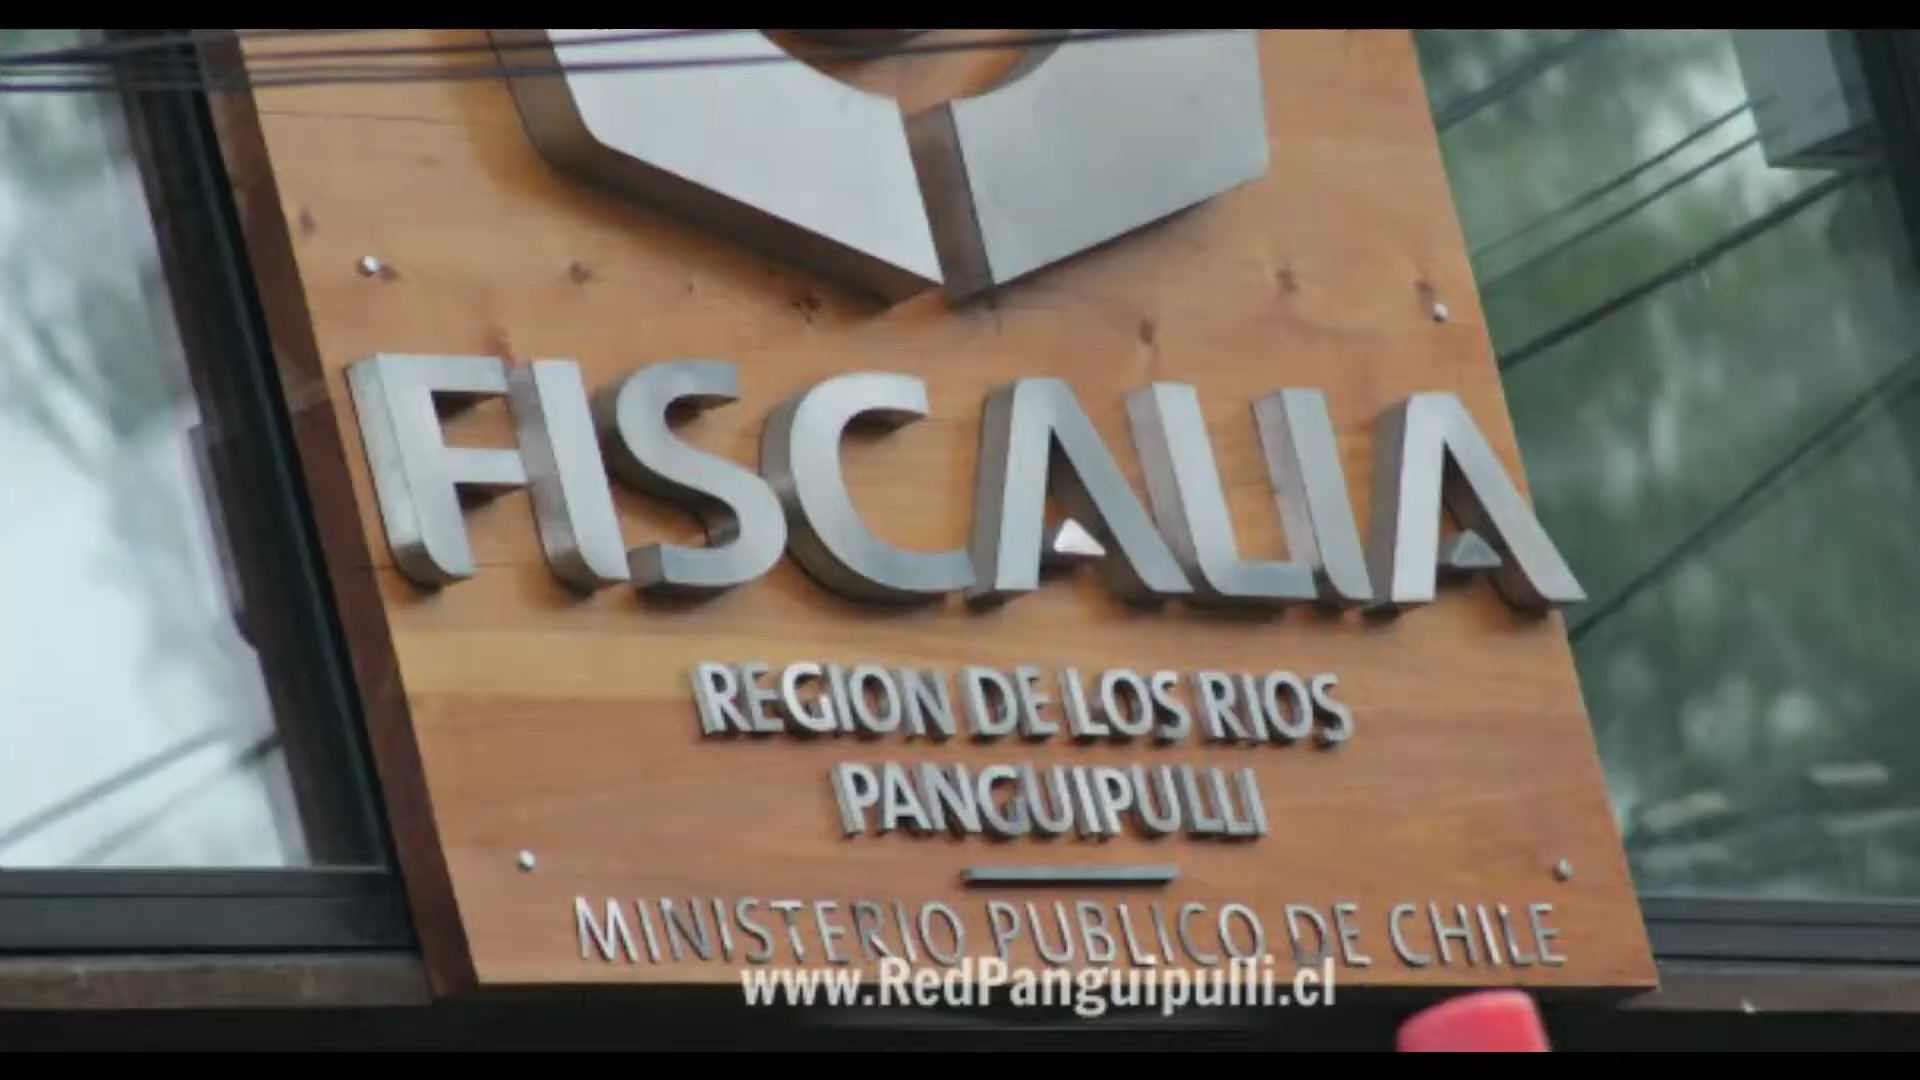 FISCALIA
REGION DE LOS RIOS
PANGUIPULLI
MINISTERIO PUBLICO DE CHILE
www.RedPanguipulli.cl